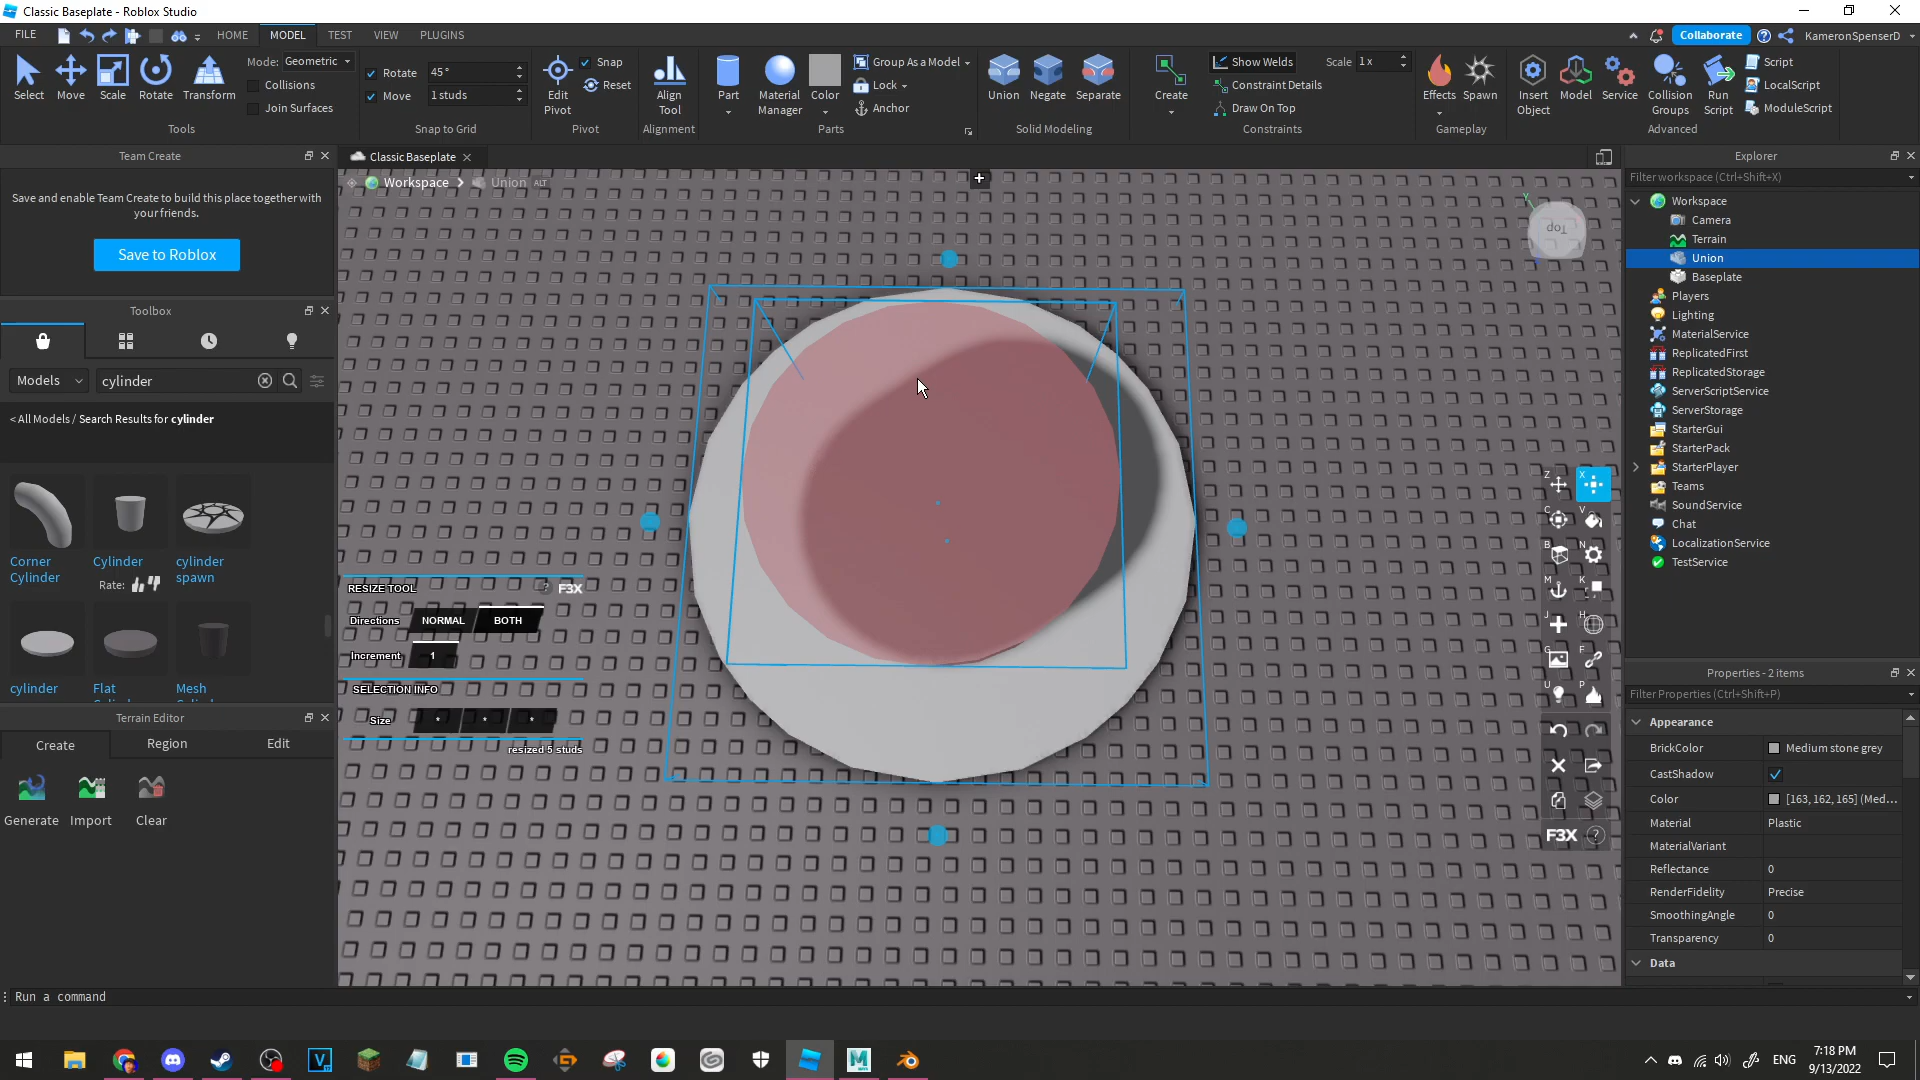 Classic Baseplate - Roblox Studio
FILE
HOME
MODEL
TEST
VIEW
PLUGINS
Collaborate
KameronSpenserD
Select
Move
Scale
Rotate
Transform
Mode: Geometric
Collisions
Join Surfaces
Tools
Rotate 45°
Move 1 studs
Snap to Grid
Edit
Pivot
Snap
Reset
Pivot
Align
Tool
Alignment
Part
Material
Manager
Color
Group As a Model
Lock
Anchor
Parts
Union
Negate
Separate
Solid Modeling
Create
Show Welds
Constraint Details
Draw On Top
Scale 1x
Constraints
Effects
Spawn
Gameplay
Insert
Object
Model
Service
Collision
Groups
Run
Script
Script
LocalScript
ModuleScript
Advanced
Team Create
Save and enable Team Create to build this place together with
your friends.
Save to Roblox
Toolbox
Models
cylinder
< All Models / Search Results for cylinder
Corner
Cylinder
Cylinder
Rate:
cylinder
spawn
cylinder
Flat
Mesh
Terrain Editor
Create
Region
Edit
Generate
Import
Clear
Classic Baseplate
Workspace
Union
ALT
Top
Y
RESIZE TOOL
? F3X
Directions NORMAL BOTH
Increment 1
SELECTION INFO
Size * * *
resized 5 studs
Z X
C V
B N
M K
J H
G F
U P
F3X ?
Explorer
Filter workspace (Ctrl+Shift+X)
Workspace
Camera
Terrain
Union
Baseplate
Players
Lighting
MaterialService
ReplicatedFirst
ReplicatedStorage
ServerScriptService
ServerStorage
StarterGui
StarterPack
StarterPlayer
Teams
SoundService
Chat
LocalizationService
TestService
Properties - 2 items
Filter Properties (Ctrl+Shift+P)
Appearance
BrickColor Medium stone grey
CastShadow
Color [163, 162, 165] (Med...
Material Plastic
MaterialVariant
Reflectance 0
RenderFidelity Precise
SmoothingAngle 0
Transparency 0
Data
Run a command
ENG
7:18 PM
9/13/2022